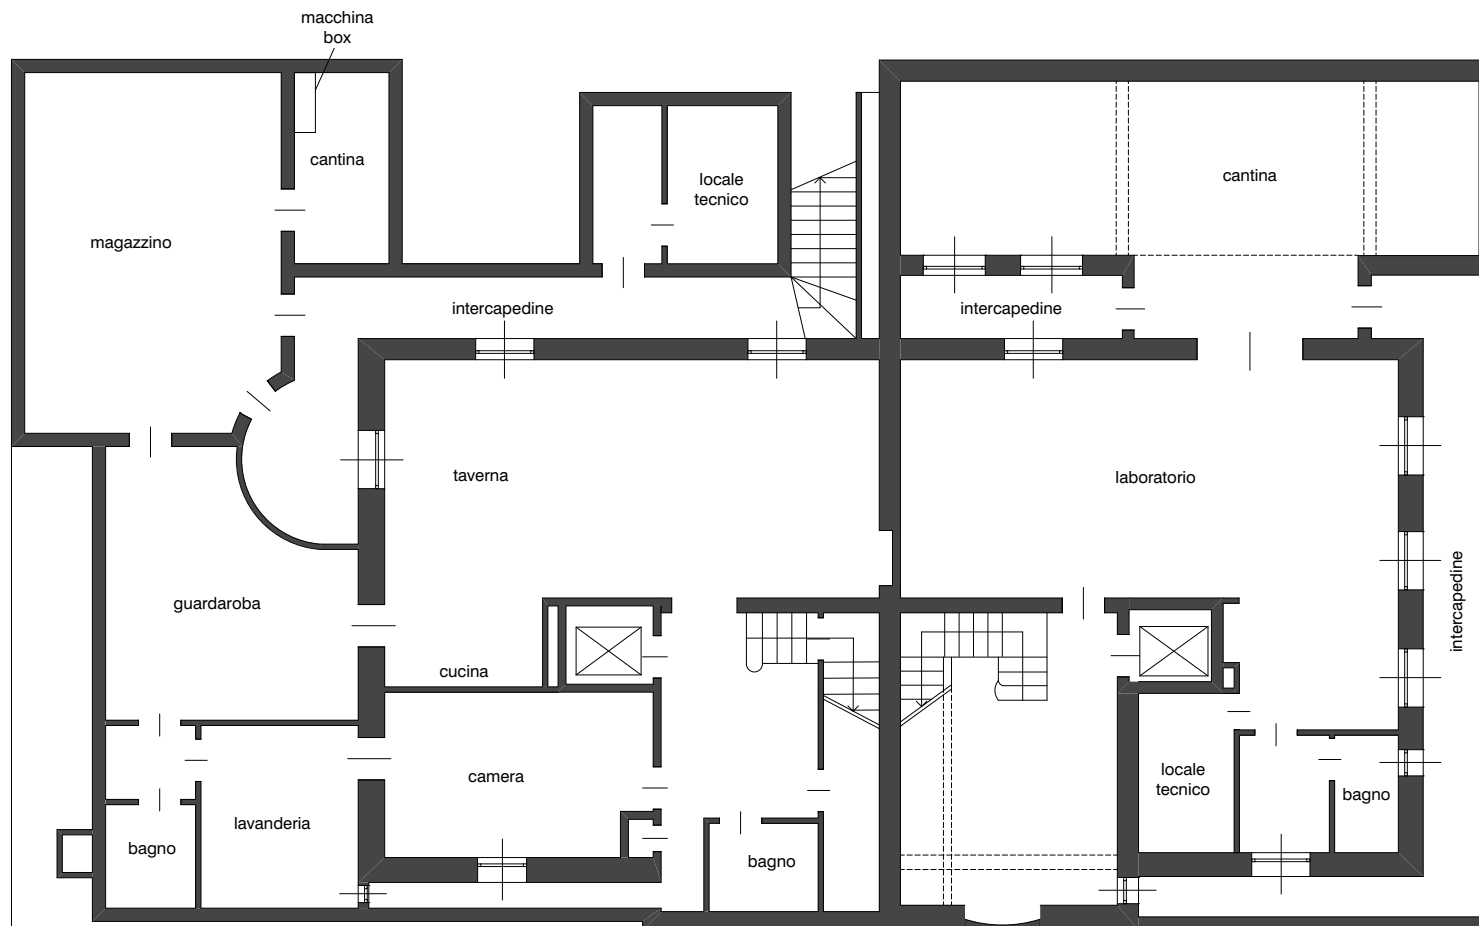 macchina
box
cantina
locale
tecnico
cantina
magazzino
intercapedine
intercapedine
taverna
laboratorio
intercapedine
guardaroba
cucina
camera
locale
tecnico
bagno
lavanderia
bagno
bagno